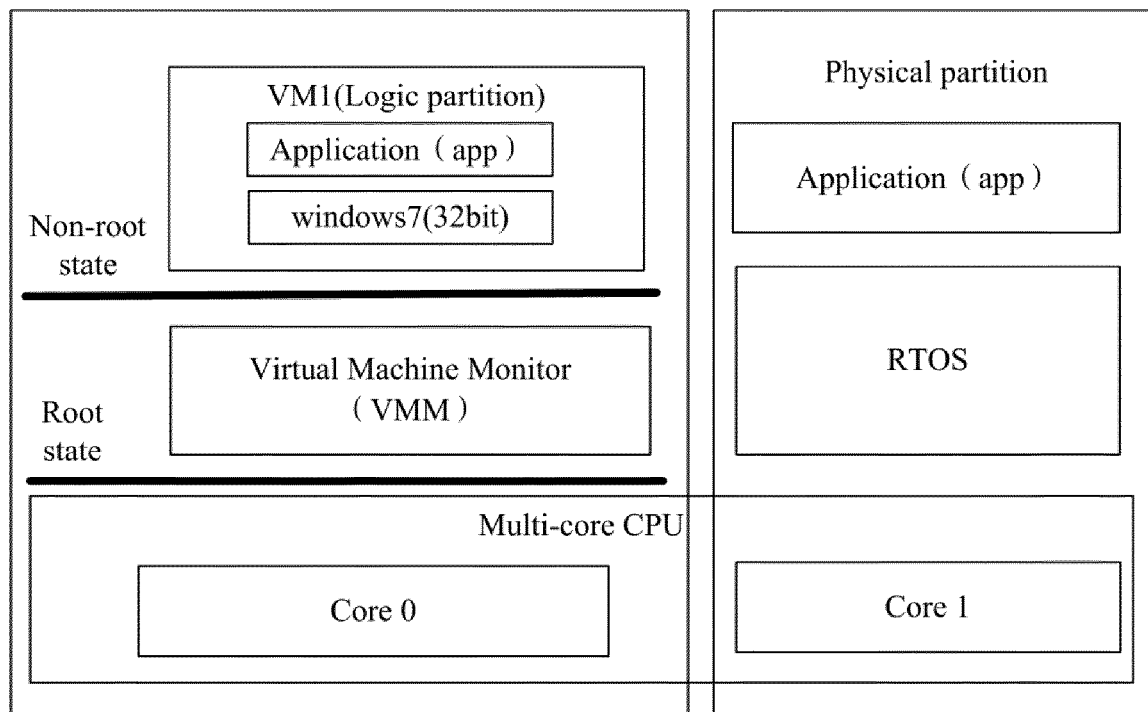 VM1(Logic partition)
Application（app）
windows7(32bit)
Non-root
state
Virtual Machine Monitor
（VMM）
Root
state
Physical partition
Application（app）
RTOS
Multi-core CPU
Core 0
Core 1